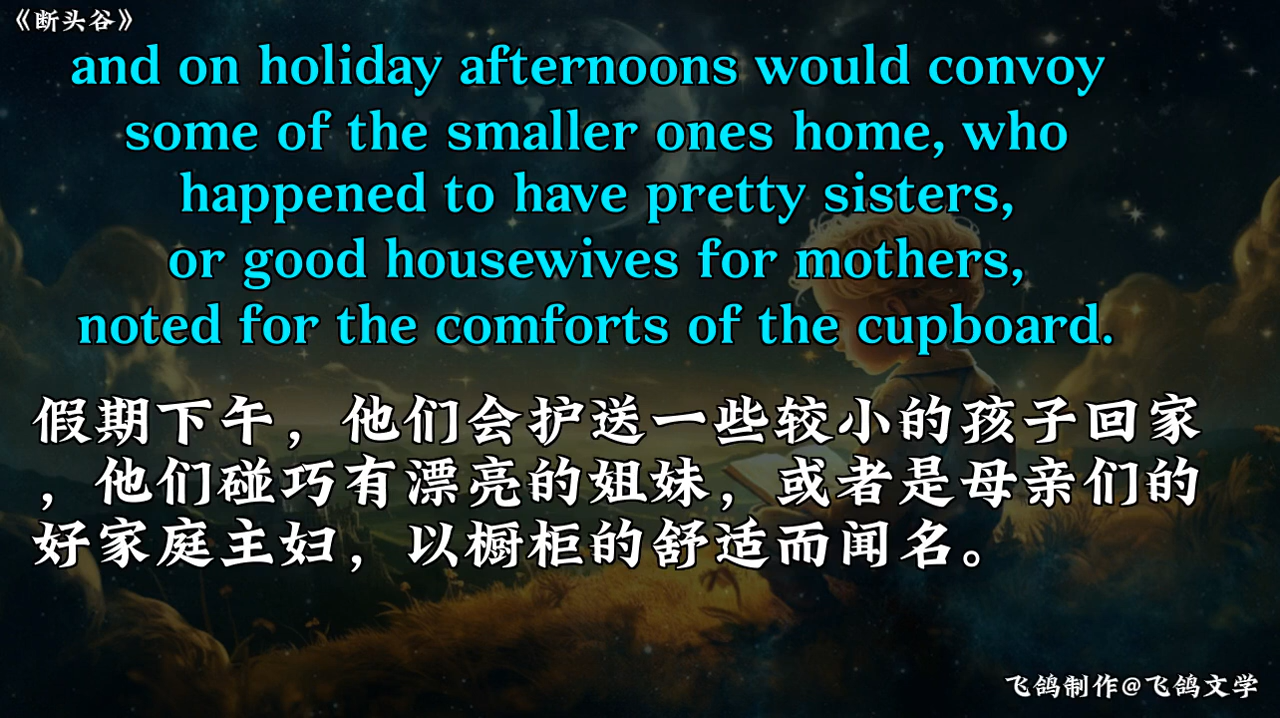 《断头谷》
and on holiday afternoons would convoy
some of the smaller ones home, who
happened to have pretty sisters,
or good housewives for mothers,
noted for the comforts of the cupboard.
假期下午，他们会护送一些较小的孩子回家
，他们碰巧有漂亮的姐妹，或者是母亲们的
好家庭主妇，以橱柜的舒适而闻名。
飞鸽制作@飞鸽文学